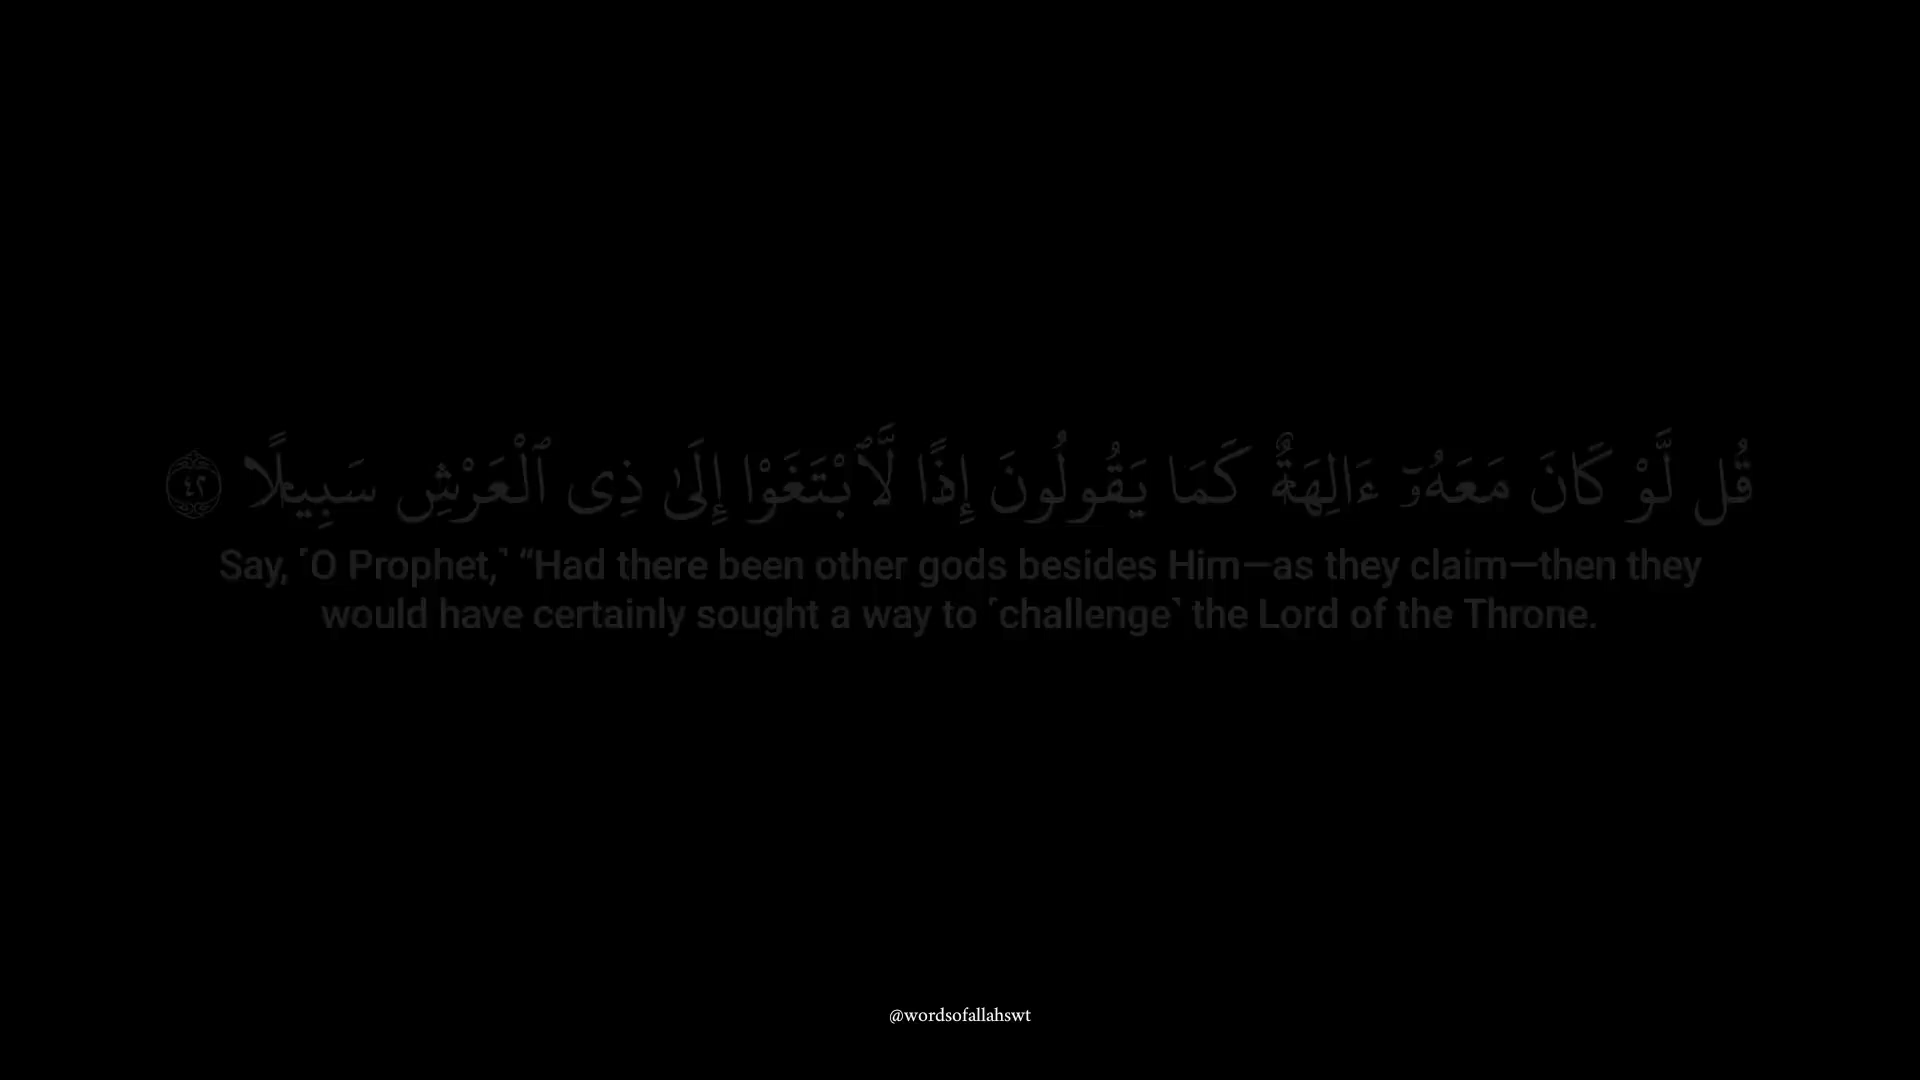 قُل لَّوْ كَانَ مَعَهُۥٓ ءَالِهَةٌ كَمَا يَقُولُونَ إِذًا لَّٱبْتَغَوْا إِلَىٰ ذِى ٱلْعَرْشِ سَبِيلًا ٤٢
Say, ˹O Prophet,˺ “Had there been other gods besides Him—as they claim—then they
would have certainly sought a way to ˹challenge˺ the Lord of the Throne.
@wordsofallahswt